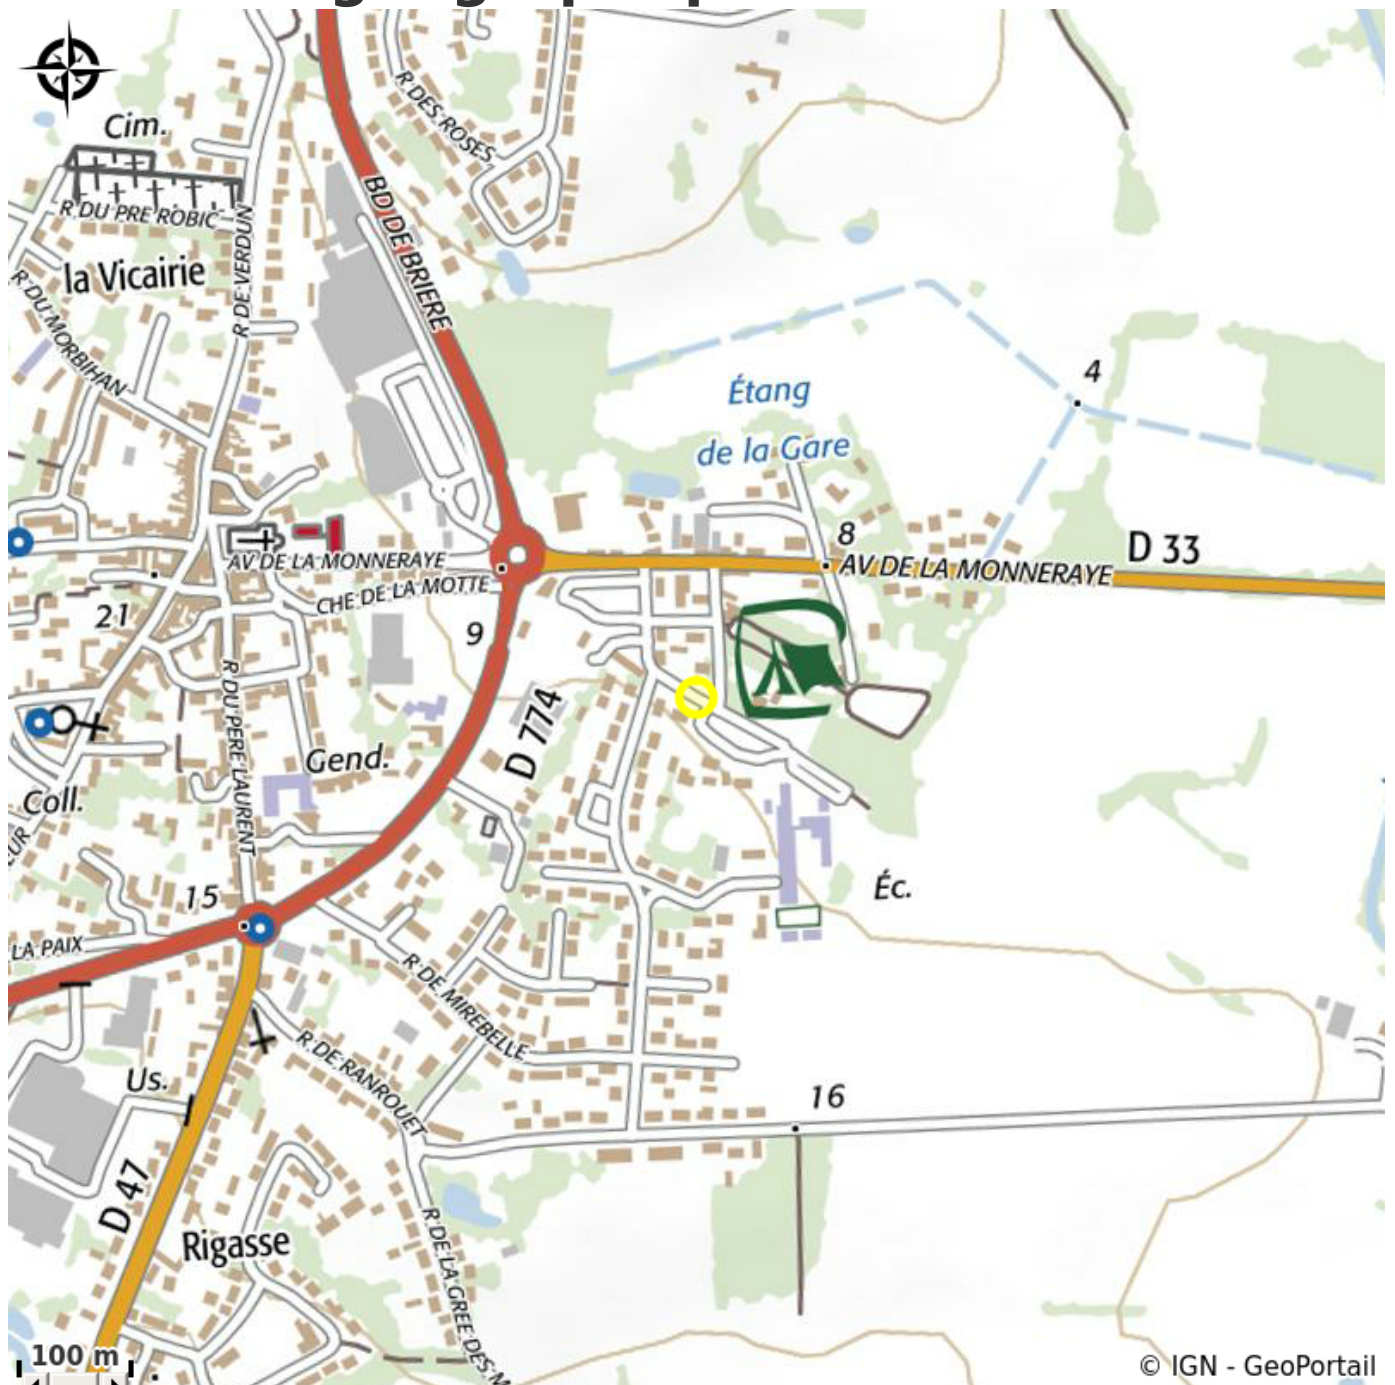 Cim.
R DES ROSES
R DU PRE ROBIC
BD DE BRIERE
R DE VERDUN
la Vicairie
R DU MORBIHAN
4
Étang
de la Gare
8
D 33
AV DE LA MONNERAYE
AV DE LA MONNERAYE
CHE DE LA MOTTE
21
9
R DU PERE LAURENT
D 774
Gend.
Coll.
15
Éc.
LA PAIX
R DE MIREBELLE
R DE RANROUET
Us.
16
D 47
Rigasse
R DE LA GREE DES M
100 m
© IGN - GeoPortail